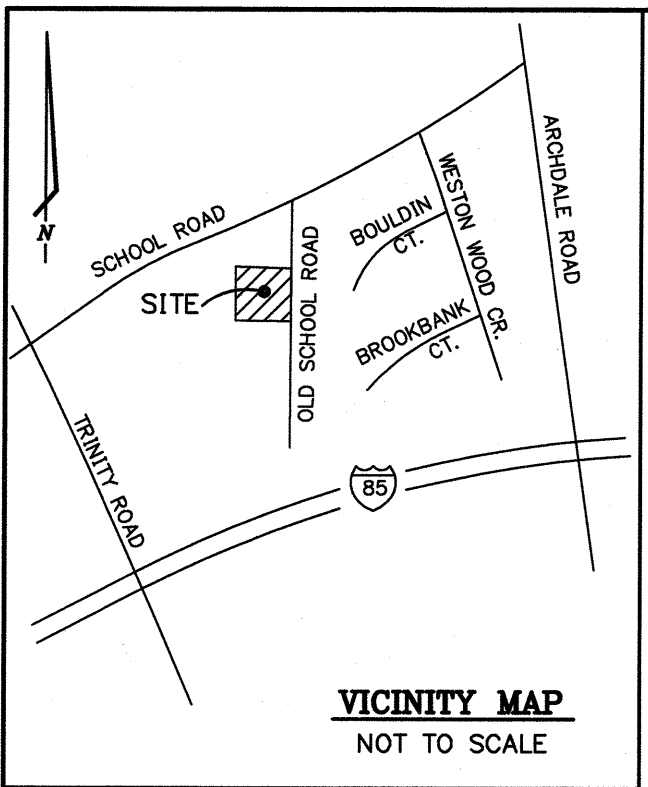 N
SCHOOL ROAD
SITE
OLD SCHOOL ROAD
BOULDIN
CT.
WESTON WOOD CR.
BROOKBANK
CT.
ARCHDALE ROAD
TRINITY ROAD
85
VICINITY MAP
NOT TO SCALE